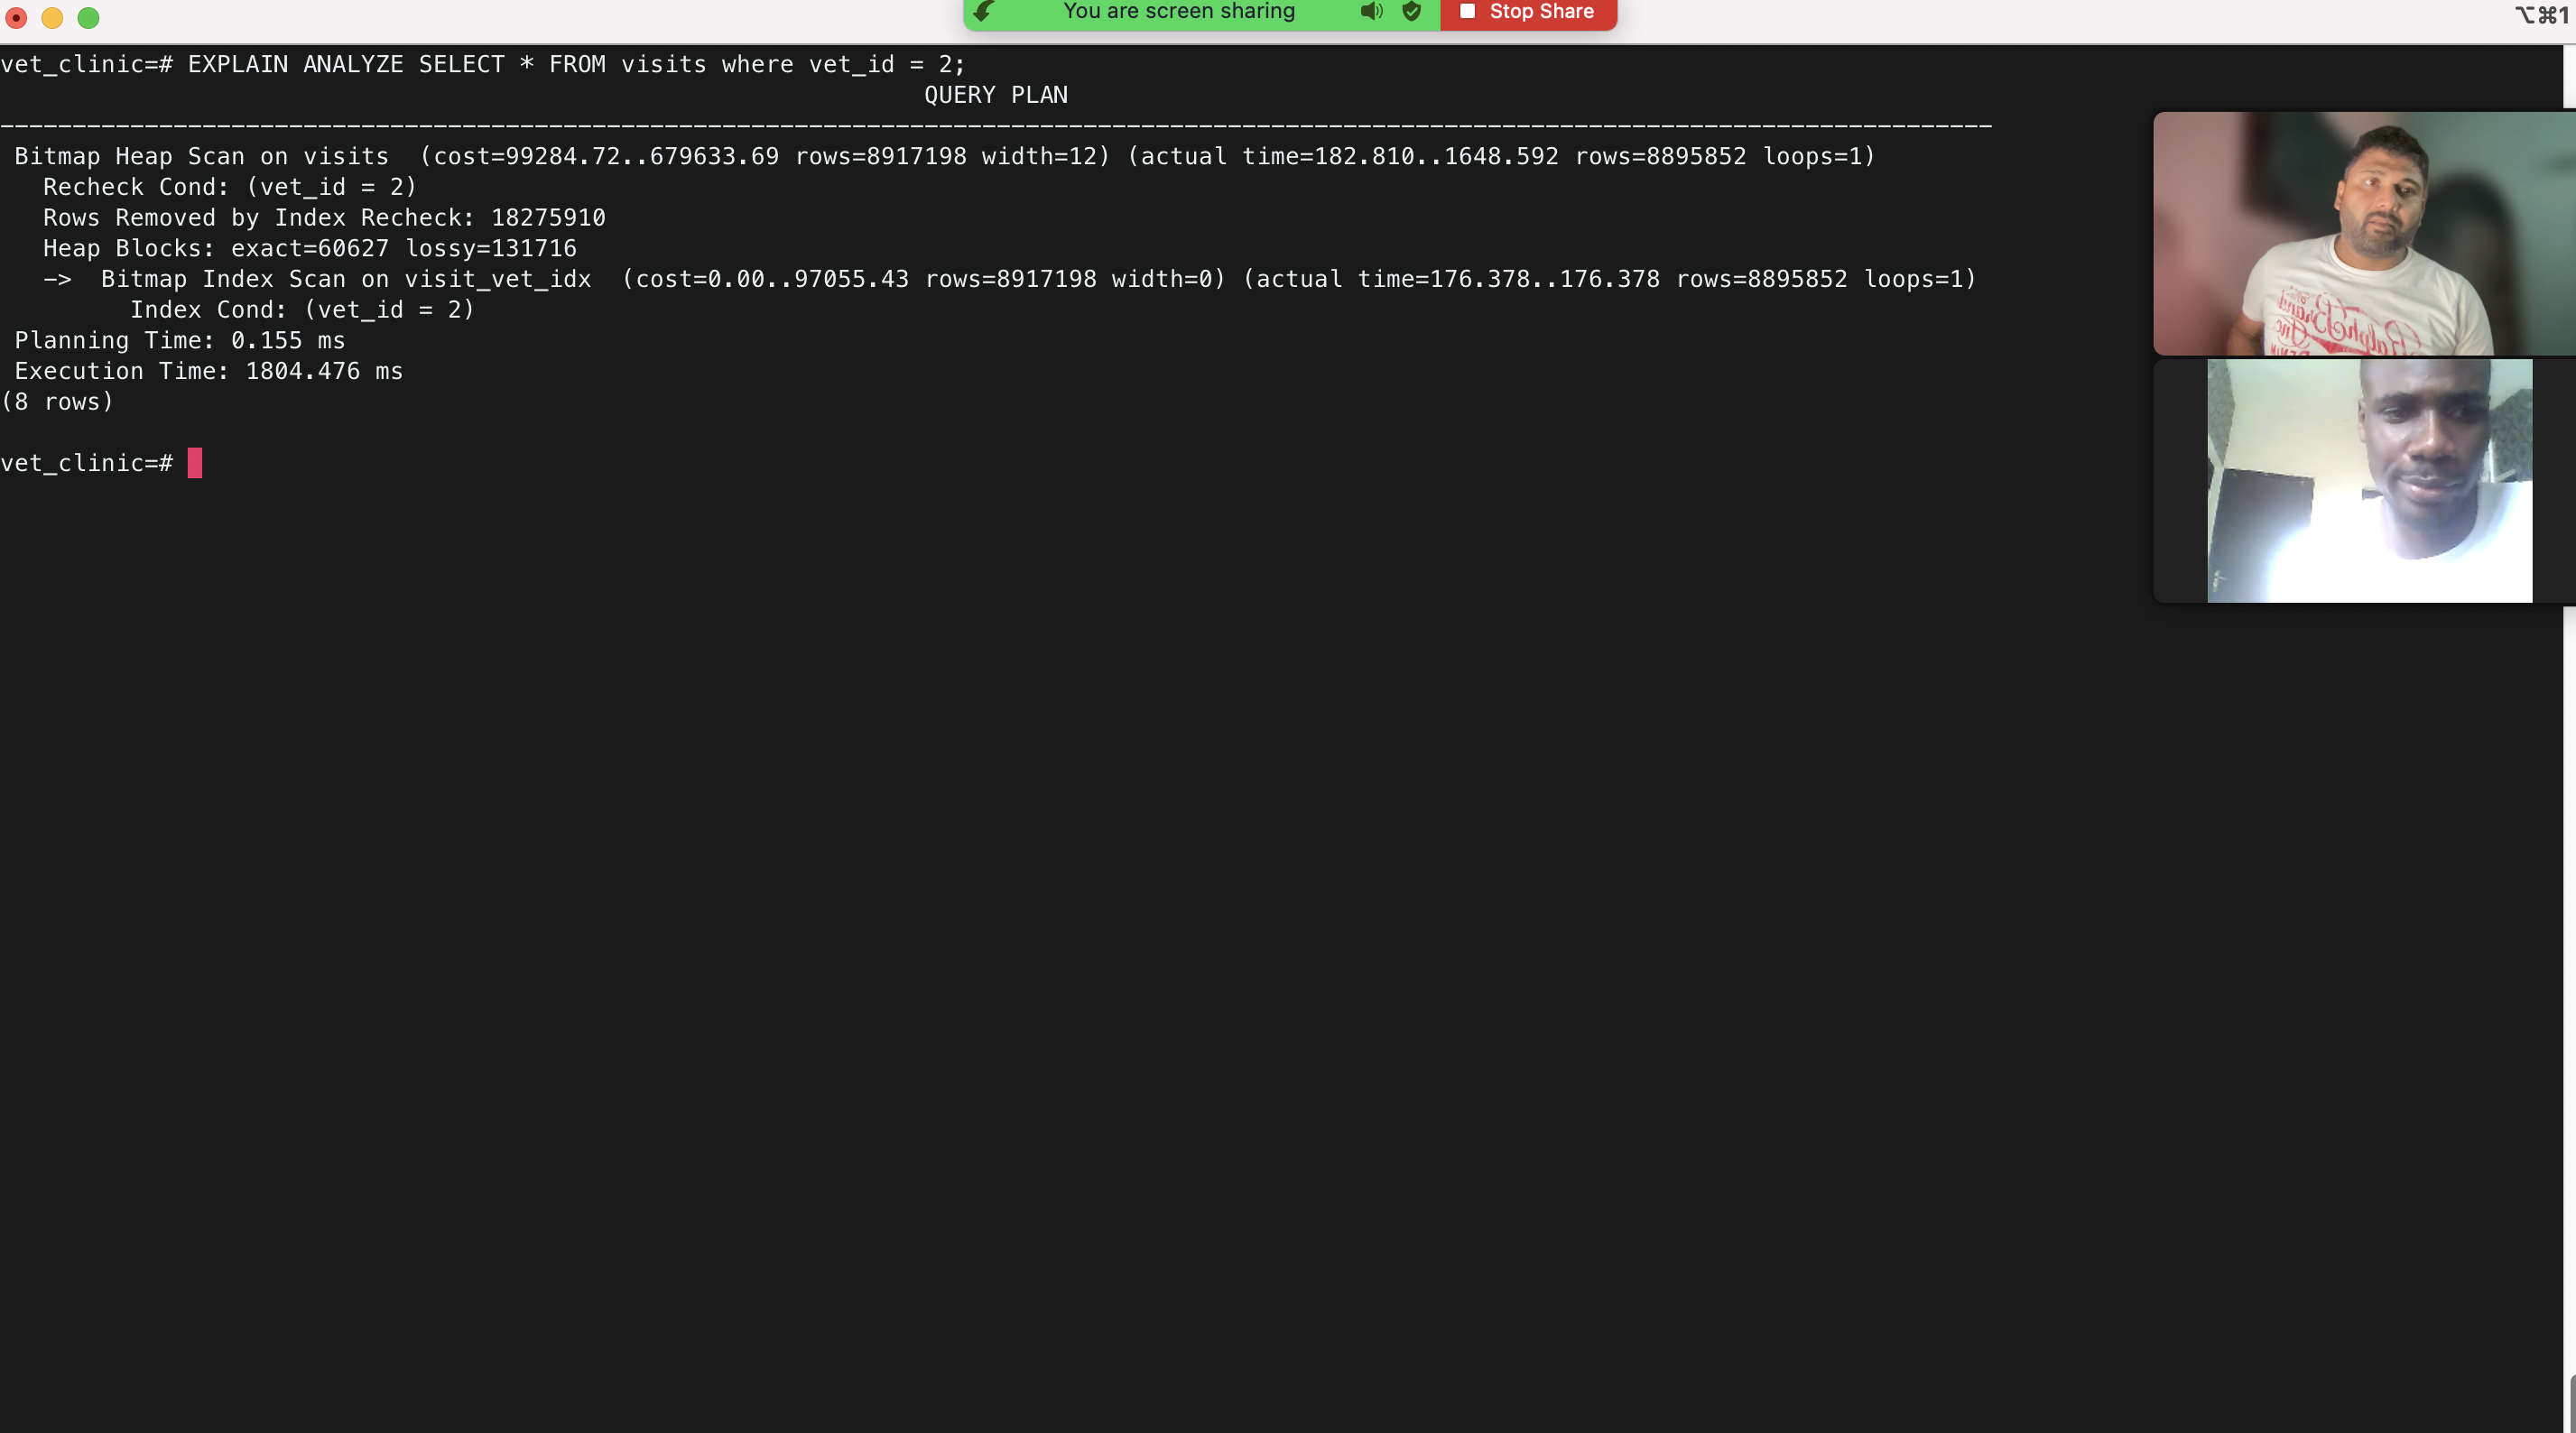 You are screen sharing Stop Share
⌥⌘1
vet_clinic=# EXPLAIN ANALYZE SELECT * FROM visits where vet_id = 2;
QUERY PLAN
------------------------------------------------------------------------------------------------------------------------------------------
Bitmap Heap Scan on visits  (cost=99284.72..679633.69 rows=8917198 width=12) (actual time=182.810..1648.592 rows=8895852 loops=1)
Recheck Cond: (vet_id = 2)
Rows Removed by Index Recheck: 18275910
Heap Blocks: exact=60627 lossy=131716
->  Bitmap Index Scan on visit_vet_idx  (cost=0.00..97055.43 rows=8917198 width=0) (actual time=176.378..176.378 rows=8895852 loops=1)
Index Cond: (vet_id = 2)
Planning Time: 0.155 ms
Execution Time: 1804.476 ms
(8 rows)
vet_clinic=#
Ralph
Brand
Inc